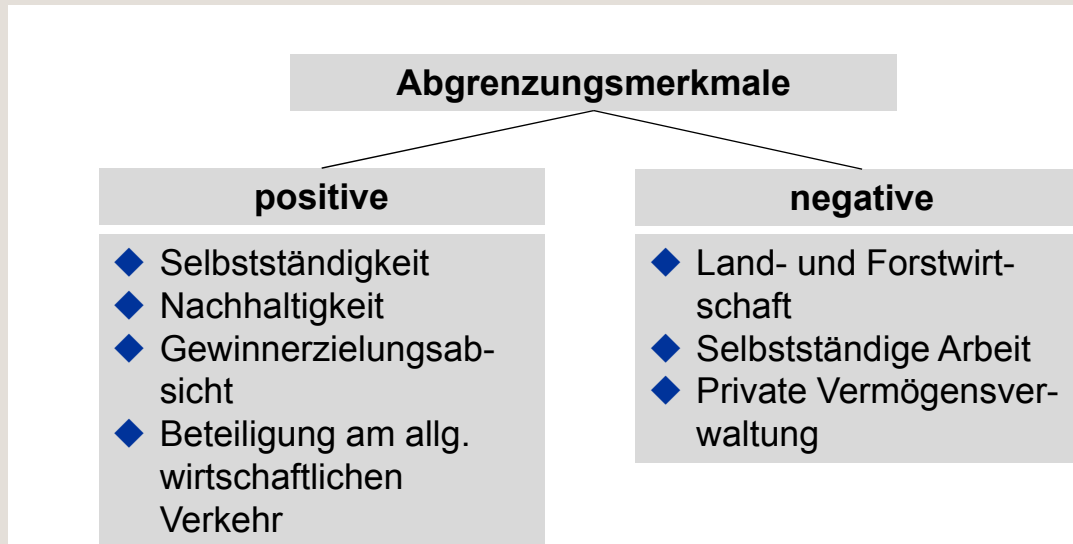 Abgrenzungsmerkmale
positive
Selbstständigkeit
Nachhaltigkeit
Gewinnerzielungsab-
sicht
Beteiligung am allg.
wirtschaftlichen
Verkehr
negative
Land- und Forstwirt-
schaft
Selbstständige Arbeit
Private Vermögensver-
waltung